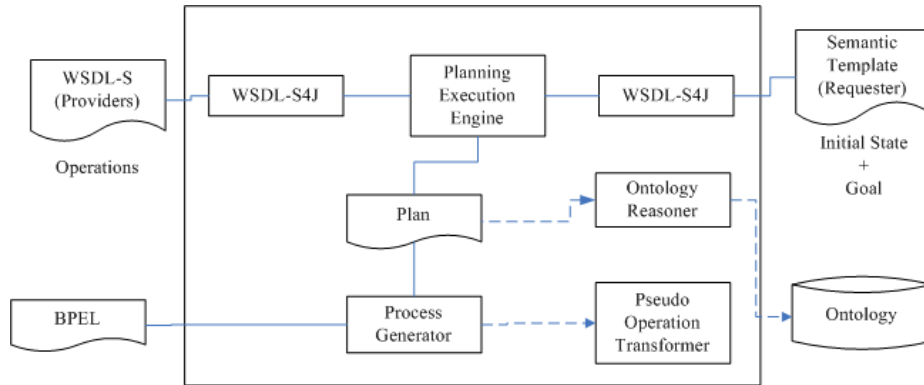 WSDL-S
(Providers)
Operations
WSDL-S4J
Planning
Execution
Engine
WSDL-S4J
Semantic
Template
(Requester)
Initial State
+
Goal
Plan
Ontology
Reasoner
BPEL
Process
Generator
Pseudo
Operation
Transformer
Ontology